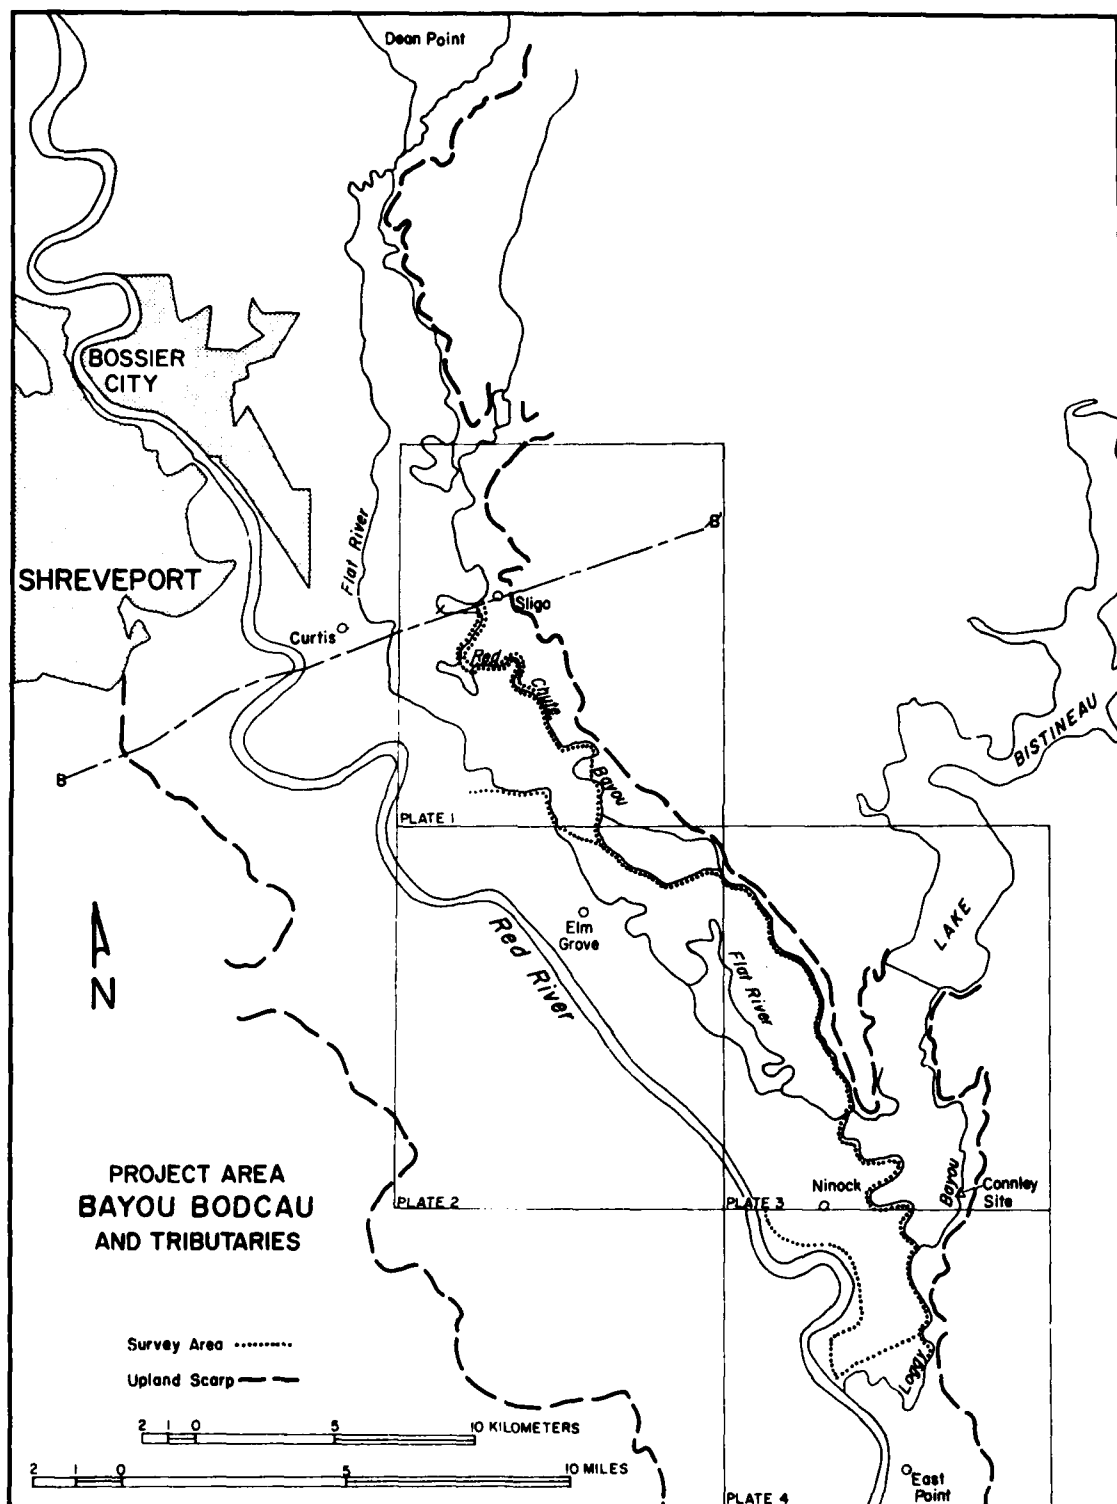 Dean Point
BOSSIER
CITY
Flat River
B'
SHREVEPORT
Sligo
Curtis
Red
Chute
Bayou
BISTINEAU
LAKE
B
PLATE 1
Elm
Grove
Red River
Flat River
N
PROJECT AREA
BAYOU BODCAU
AND TRIBUTARIES
PLATE 2
Ninock
PLATE 3
Bayou
Connley
Site
Loggy
Survey Area
Upland Scarp
2 1 0 5 10 KILOMETERS
2 1 0 5 10 MILES
East
Point
PLATE 4